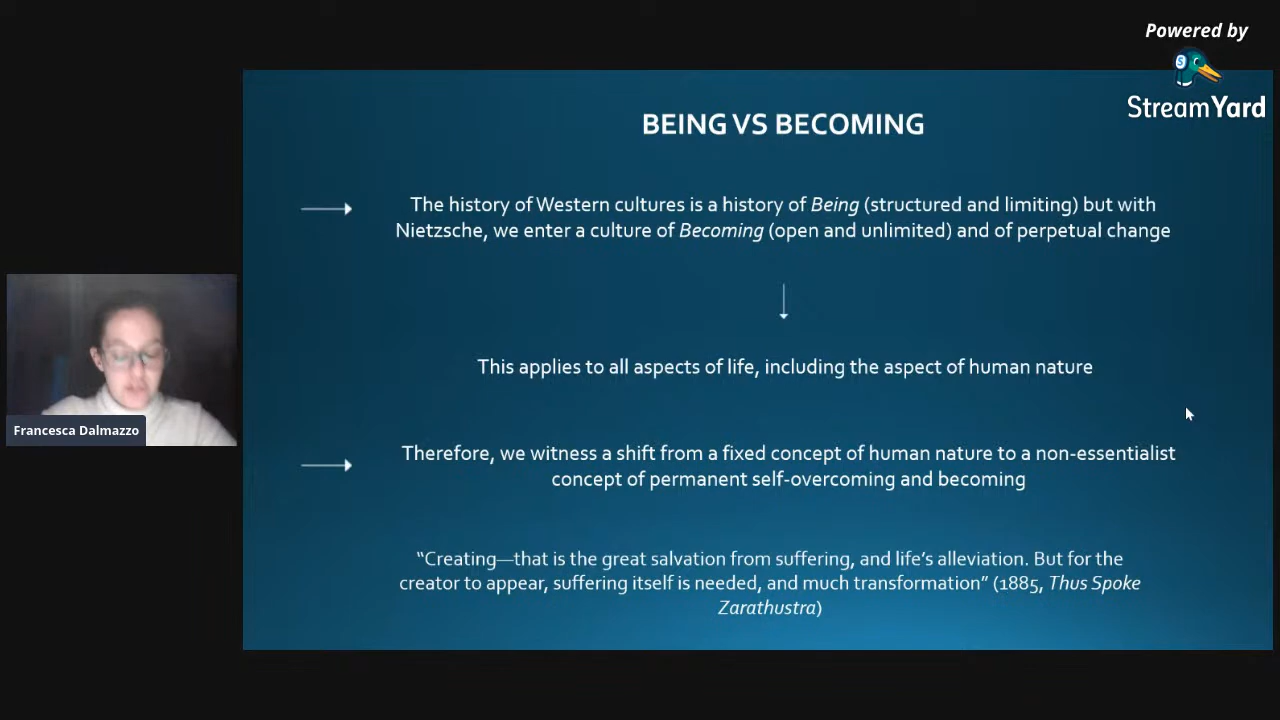 Powered by
StreamYard
BEING VS BECOMING
The history of Western cultures is a history of Being (structured and limiting) but with
Nietzsche, we enter a culture of Becoming (open and unlimited) and of perpetual change
This applies to all aspects of life, including the aspect of human nature
Francesca Dalmazzo
Therefore, we witness a shift from a fixed concept of human nature to a non-essentialist
concept of permanent self-overcoming and becoming
“Creating—that is the great salvation from suffering, and life’s alleviation. But for the
creator to appear, suffering itself is needed, and much transformation” (1885, Thus Spoke
Zarathustra)